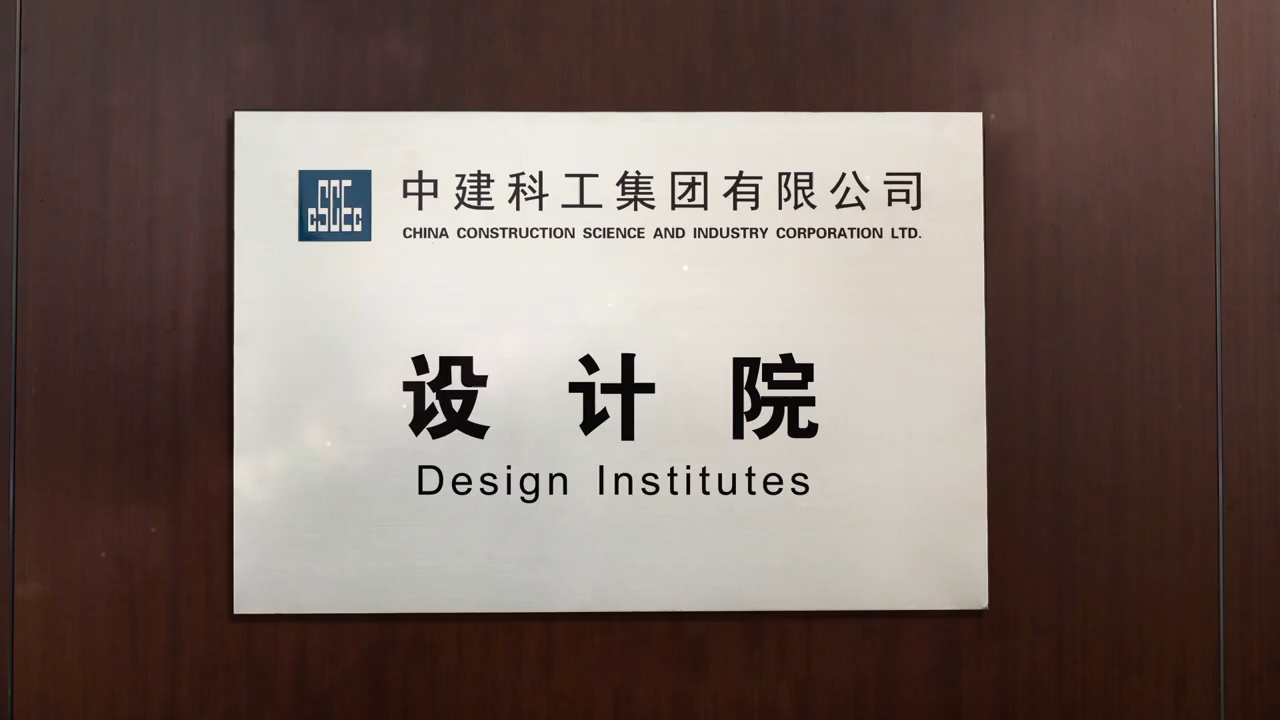 CSCEC
中建科工集团有限公司
CHINA CONSTRUCTION SCIENCE AND INDUSTRY CORPORATION LTD.
设计院
Design Institutes